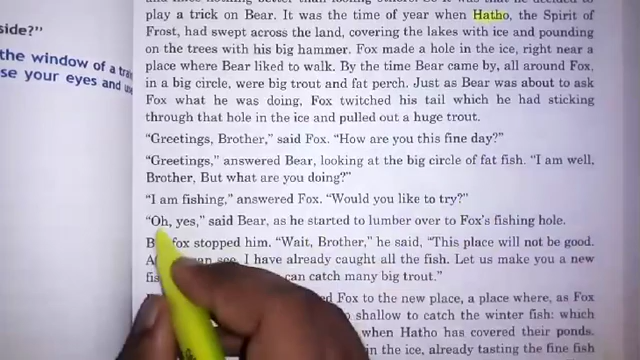 side?"
the window of a
se your eyes and
play a trick on Bear. It was the time of year when Hatho, the Spirit of
Frost, had swept across the land, covering the lakes with ice and pounding
on the trees with his big hammer. Fox made a hole in the ice, right near a
place where Bear liked to walk. By the time Bear came by, all around Fox,
in a big circle, were big trout and fat perch. Just as Bear was about to ask
Fox what he was doing, Fox twitched his tail which he had sticking
through that hole in the ice and pulled out a huge trout.
"Greetings, Brother," said Fox. "How are you this fine day?"
"Greetings," answered Bear, looking at the big circle of fat fish. "I am well,
Brother, But what are you doing?"
"I am fishing," answered Fox. "Would you like to try?"
"Oh, yes," said Bear, as he started to lumber over to Fox's fishing hole.
fox stopped him. "Wait, Brother," he said, "This place will not be good.
see, I have already caught all the fish. Let us make you a new
can catch many big trout."
Fox to the new place, a place where, as Fox
shallow to catch the winter fish: which
when Hatho has covered their ponds.
in the ice, already tasting the fine fish